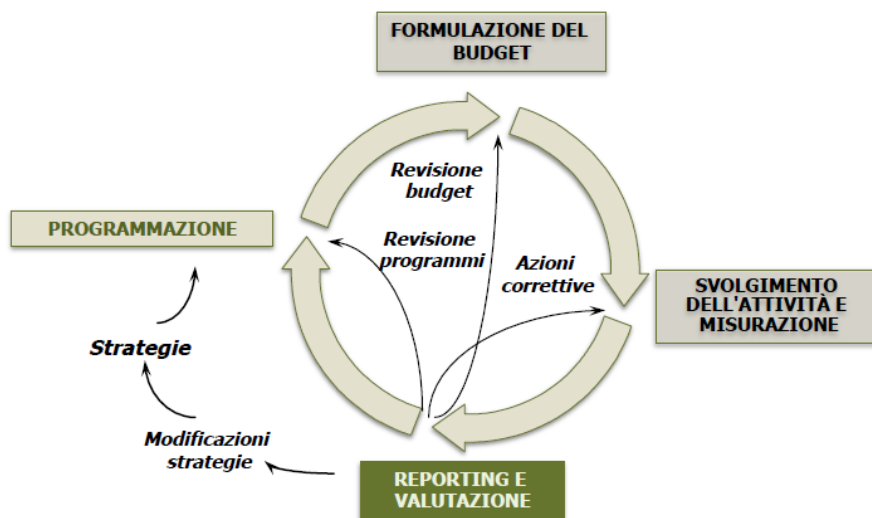 FORMULAZIONE DEL
BUDGET
Revisione
budget
PROGRAMMAZIONE
Revisione
programmi
Azioni
correttive
SVOLGIMENTO
DELL'ATTIVITÀ E
MISURAZIONE
Strategie
Modificazioni
strategie
REPORTING E
VALUTAZIONE